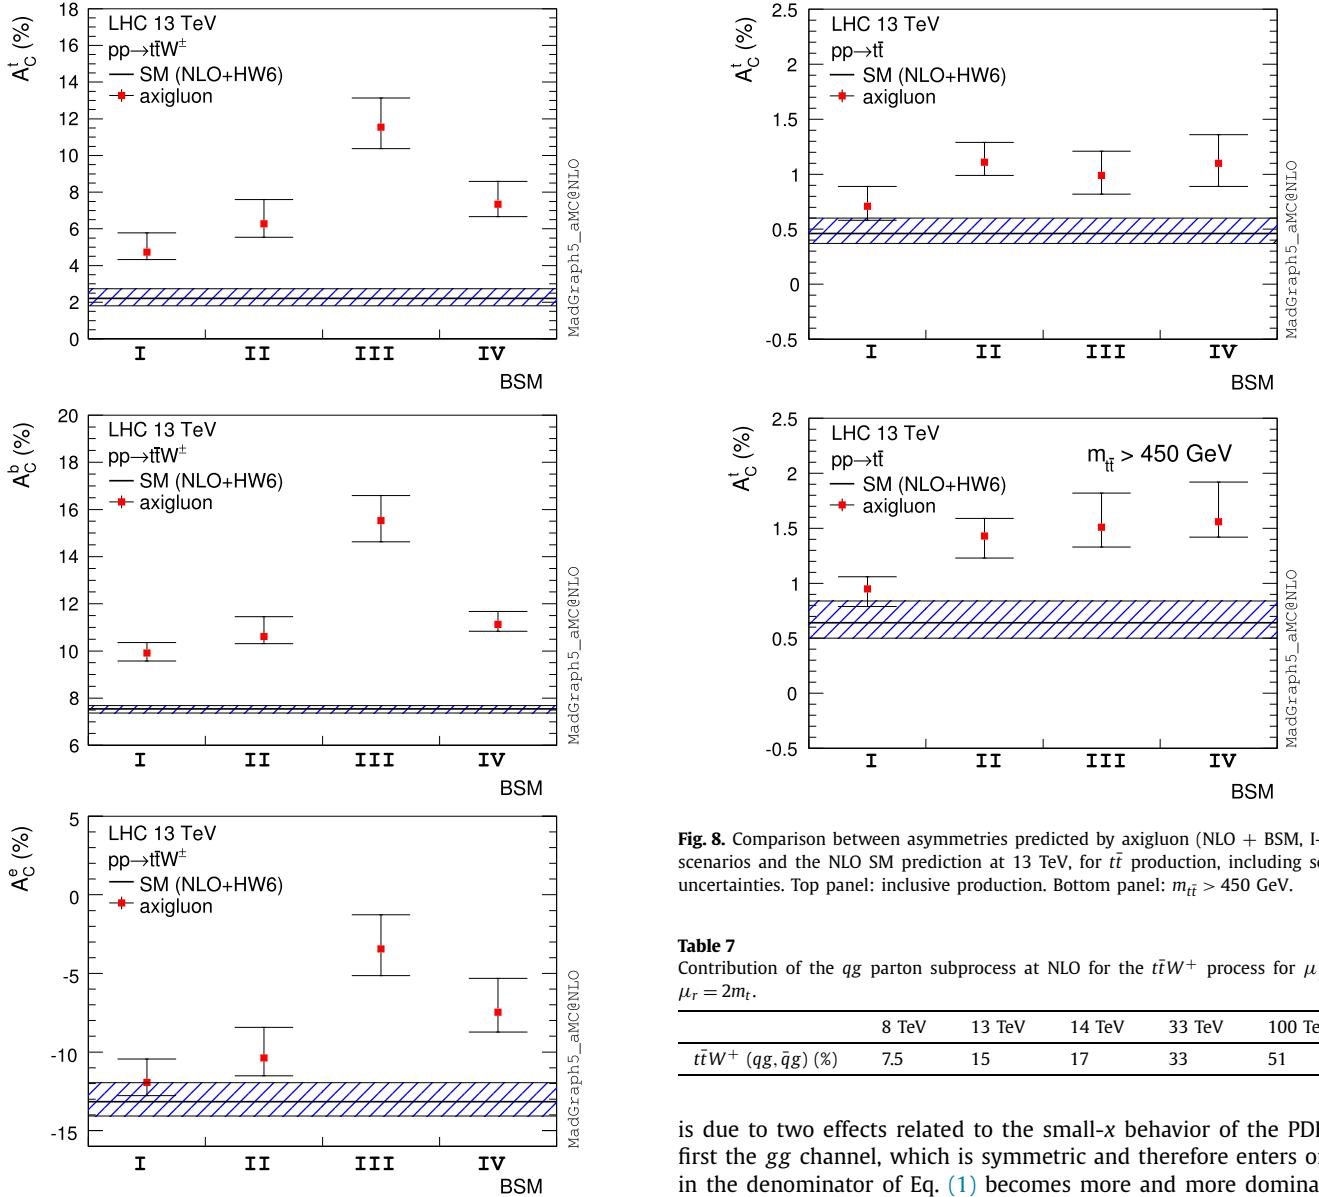 18
16
14
12
10
8
6
4
2
0
A_C^t (%)
LHC 13 TeV
pp→tt̄W±
SM (NLO+HW6)
axigluon
MadGraph5_aMC@NLO
I II III IV
BSM
20
18
16
14
12
10
8
6
A_C^b (%)
LHC 13 TeV
pp→tt̄W±
SM (NLO+HW6)
axigluon
MadGraph5_aMC@NLO
I II III IV
BSM
5
0
-5
-10
-15
A_C^e (%)
LHC 13 TeV
pp→tt̄W±
SM (NLO+HW6)
axigluon
MadGraph5_aMC@NLO
I II III IV
BSM
2.5
2
1.5
1
0.5
0
-0.5
A_C^t (%)
LHC 13 TeV
pp→tt̄
SM (NLO+HW6)
axigluon
MadGraph5_aMC@NLO
I II III IV
BSM
2.5
2
1.5
1
0.5
0
-0.5
A_C^t (%)
LHC 13 TeV
pp→tt̄
m_tt̄ > 450 GeV
SM (NLO+HW6)
axigluon
MadGraph5_aMC@NLO
I II III IV
BSM
Fig. 8. Comparison between asymmetries predicted by axigluon (NLO + BSM, I-
scenarios and the NLO SM prediction at 13 TeV, for tt̄ production, including
uncertainties. Top panel: inclusive production. Bottom panel: m_tt̄ > 450 GeV.
Table 7
Contribution of the qg parton subprocess at NLO for the tt̄W+ process for μ
μ_r = 2m_t.
8 TeV 13 TeV 14 TeV 33 TeV 100
tt̄W+ (qg, q̄g) (%) 7.5 15 17 33 51
is due to two effects related to the small-x behavior of the
first the gg channel, which is symmetric and therefore enters
in the denominator of Eq. (1) becomes more and more